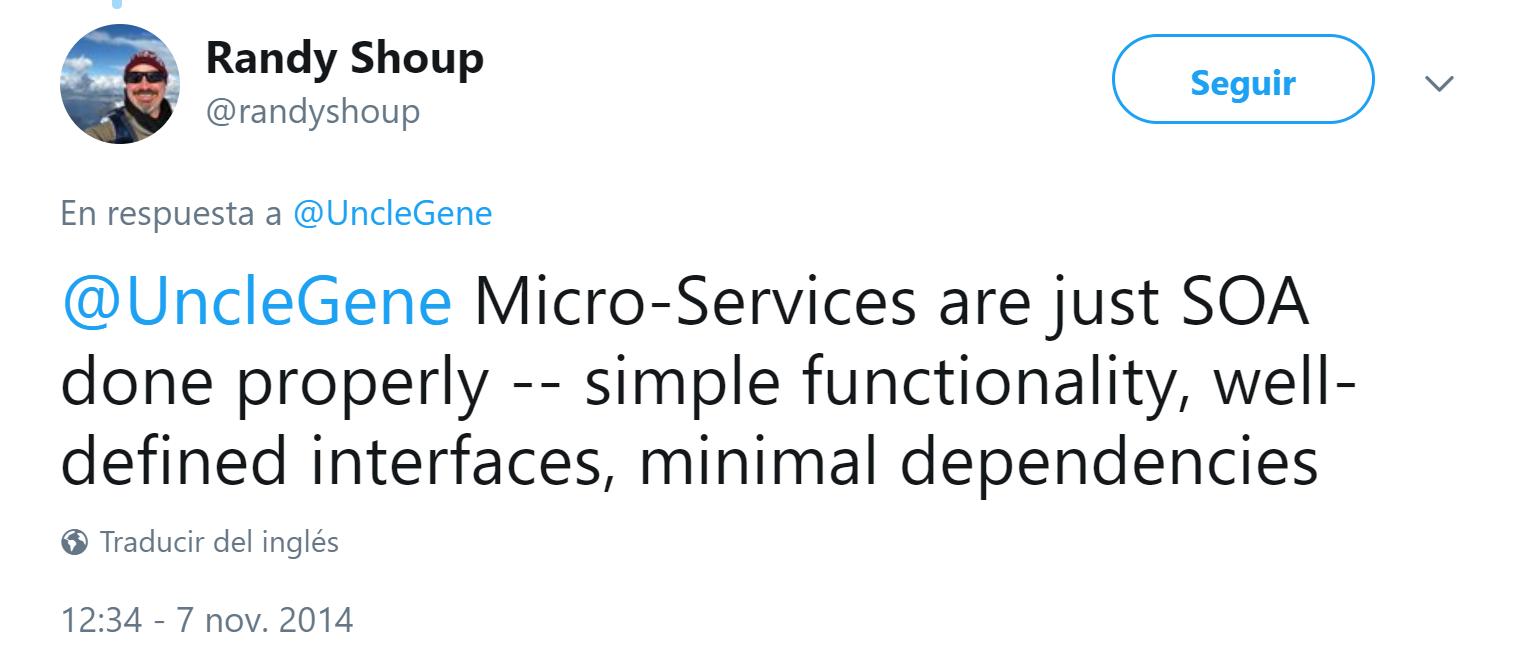 Randy Shoup
@randyshoup
Seguir
En respuesta a @UncleGene
@UncleGene Micro-Services are just SOA
done properly -- simple functionality, well-
defined interfaces, minimal dependencies
Traducir del inglés
12:34 - 7 nov. 2014